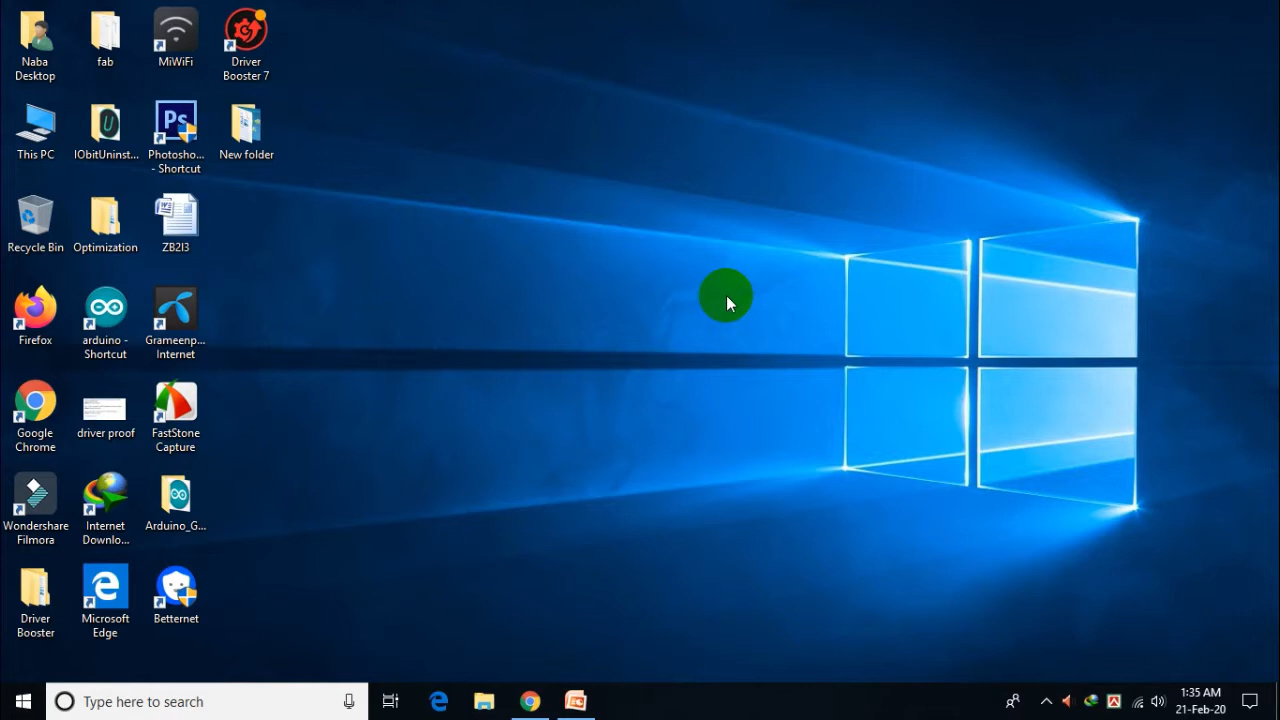 Naba
Desktop
fab
MiWiFi
Driver
Booster 7
This PC
IObitUninst...
Ps
Photosho...
- Shortcut
New folder
Recycle Bin
Optimization
W
ZB2I3
Firefox
arduino -
Shortcut
Grameenp...
Internet
Google
Chrome
driver proof
FastStone
Capture
Wondershare
Filmora
Internet
Downlo...
Arduino_G...
Driver
Booster
Microsoft
Edge
Betternet
Type here to search
1:35 AM
21-Feb-20